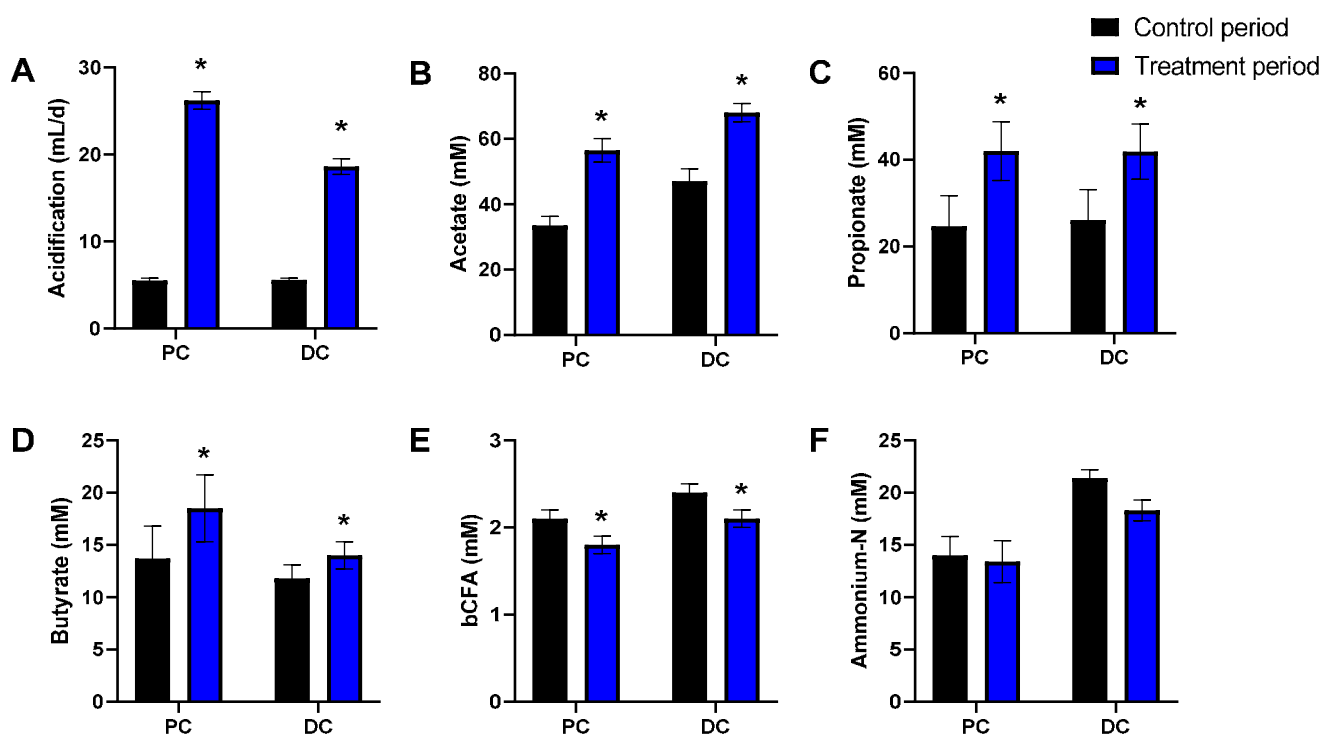 Control period
Treatment period
A
Acidification (mL/d)
30
20
10
0
*
*
PC
DC
B
Acetate (mM)
80
60
40
20
0
*
*
PC
DC
C
Propionate (mM)
60
40
20
0
*
*
PC
DC
D
Butyrate (mM)
25
20
15
10
5
0
*
*
PC
DC
E
bCFA (mM)
3
2
1
0
*
*
PC
DC
F
Ammonium-N (mM)
25
20
15
10
5
0
PC
DC